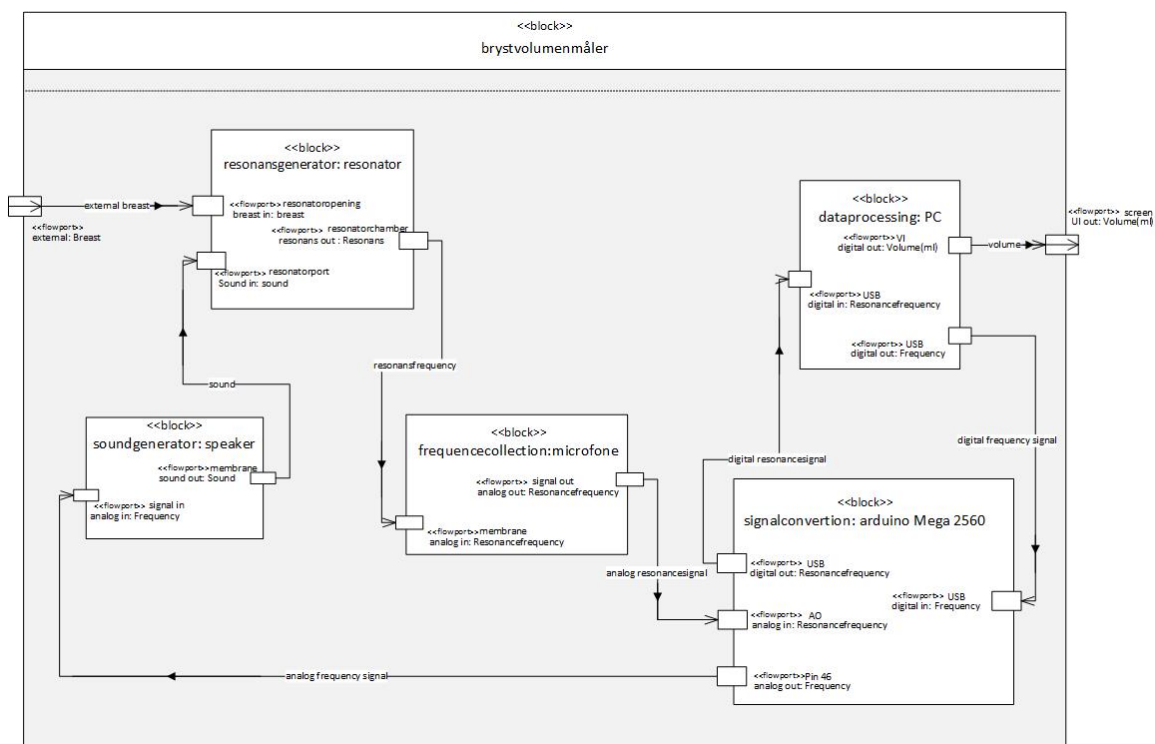 <<block>>
brystvolumenmåler
<<block>>
resonansgenerator: resonator
external breast
<<flowport>> resonatoropening
breast in: breast
<<flowport>>
external: Breast
<<flowport>> resonatorchamber
resonans out : Resonans
<<flowport>> resonatorport
Sound in: sound
<<block>>
dataprocessing: PC
<<flowport>> VI
digital out: Volume(ml)
volume
<<flowport>> screen
UI out: Volume(ml)
<<flowport>> USB
digital in: Resonancefrequency
<<flowport>> USB
digital out: Frequency
resonansfrequency
sound
<<block>>
soundgenerator: speaker
<<flowport>> membrane
sound out: Sound
<<flowport>> signal in
analog in: Frequency
<<block>>
frequencecollection:microfone
<<flowport>> signal out
analog out: Resonancefrequency
<<flowport>> membrane
analog in: Resonancefrequency
digital resonancesignal
digital frequency signal
<<block>>
signalconvertion: arduino Mega 2560
<<flowport>> USB
digital out: Resonancefrequency
<<flowport>> USB
digital in: Frequency
analog resonancesignal
<<flowport>> AO
analog in: Resonancefrequency
<<flowport>>Pin 46
analog out: Frequency
analog frequency signal